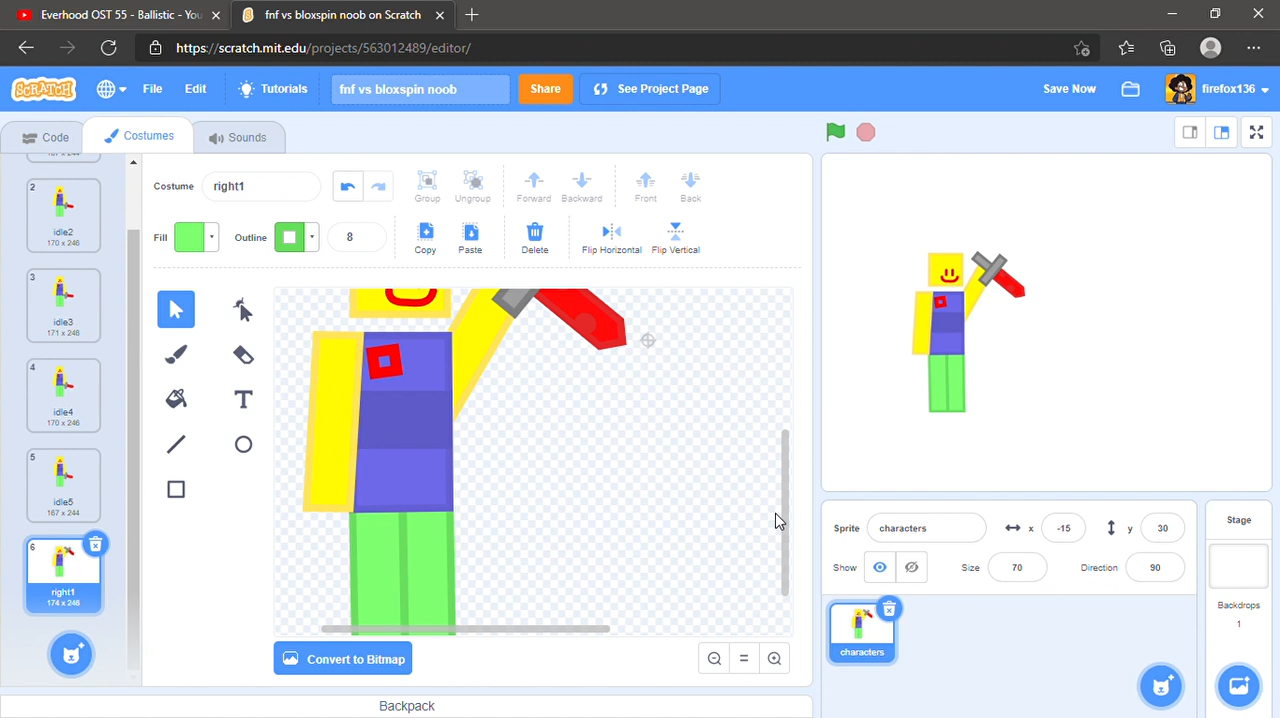 Everhood OST 55 - Ballistic - You
fnf vs bloxspin noob on Scratch
https://scratch.mit.edu/projects/563012489/editor/
SCRATCH File Edit Tutorials fnf vs bloxspin noob Share See Project Page Save Now firefox136
Code Costumes Sounds
2
idle2
170 x 246
3
idle3
171 x 246
4
idle4
170 x 246
5
idle5
167 x 244
6
right1
174 x 246
Costume right1 Group Ungroup Forward Backward Front Back
Fill Outline 8 Copy Paste Delete Flip Horizontal Flip Vertical
T
Convert to Bitmap
Backpack
Sprite characters x -15 y 30
Show Size 70 Direction 90
characters
Stage
Backdrops
1